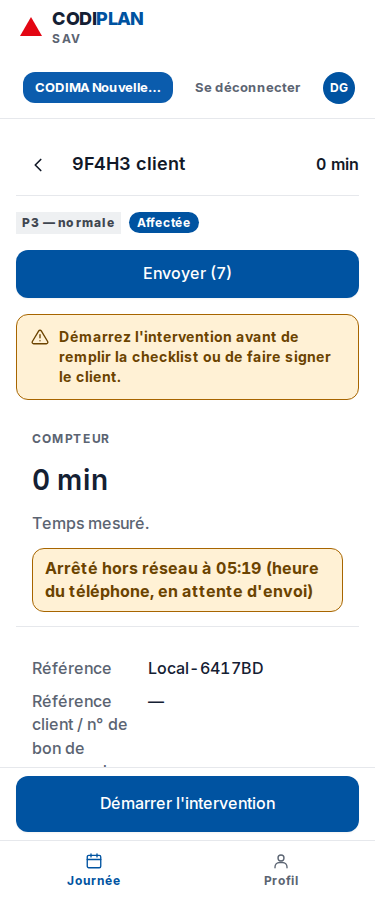 CODIPLAN
SAV
CODIMA Nouvelle...
Se déconnecter
DG
9F4H3 client
0 min
P3 — normale
Affectée
Envoyer (7)
Démarrez l'intervention avant de
remplir la checklist ou de faire signer
le client.
COMPTEUR
0 min
Temps mesuré.
Arrêté hors réseau à 05:19 (heure
du téléphone, en attente d'envoi)
Référence
Local-6417BD
Référence
client / n° de
bon de
—
Démarrer l'intervention
Journée
Profil